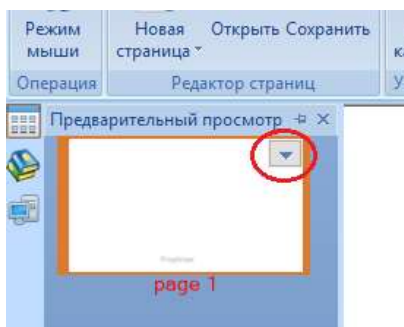 Режим мыши
Новая страница
Открыть Сохранить
Операция
Редактор страниц
Предварительный просмотр
page 1